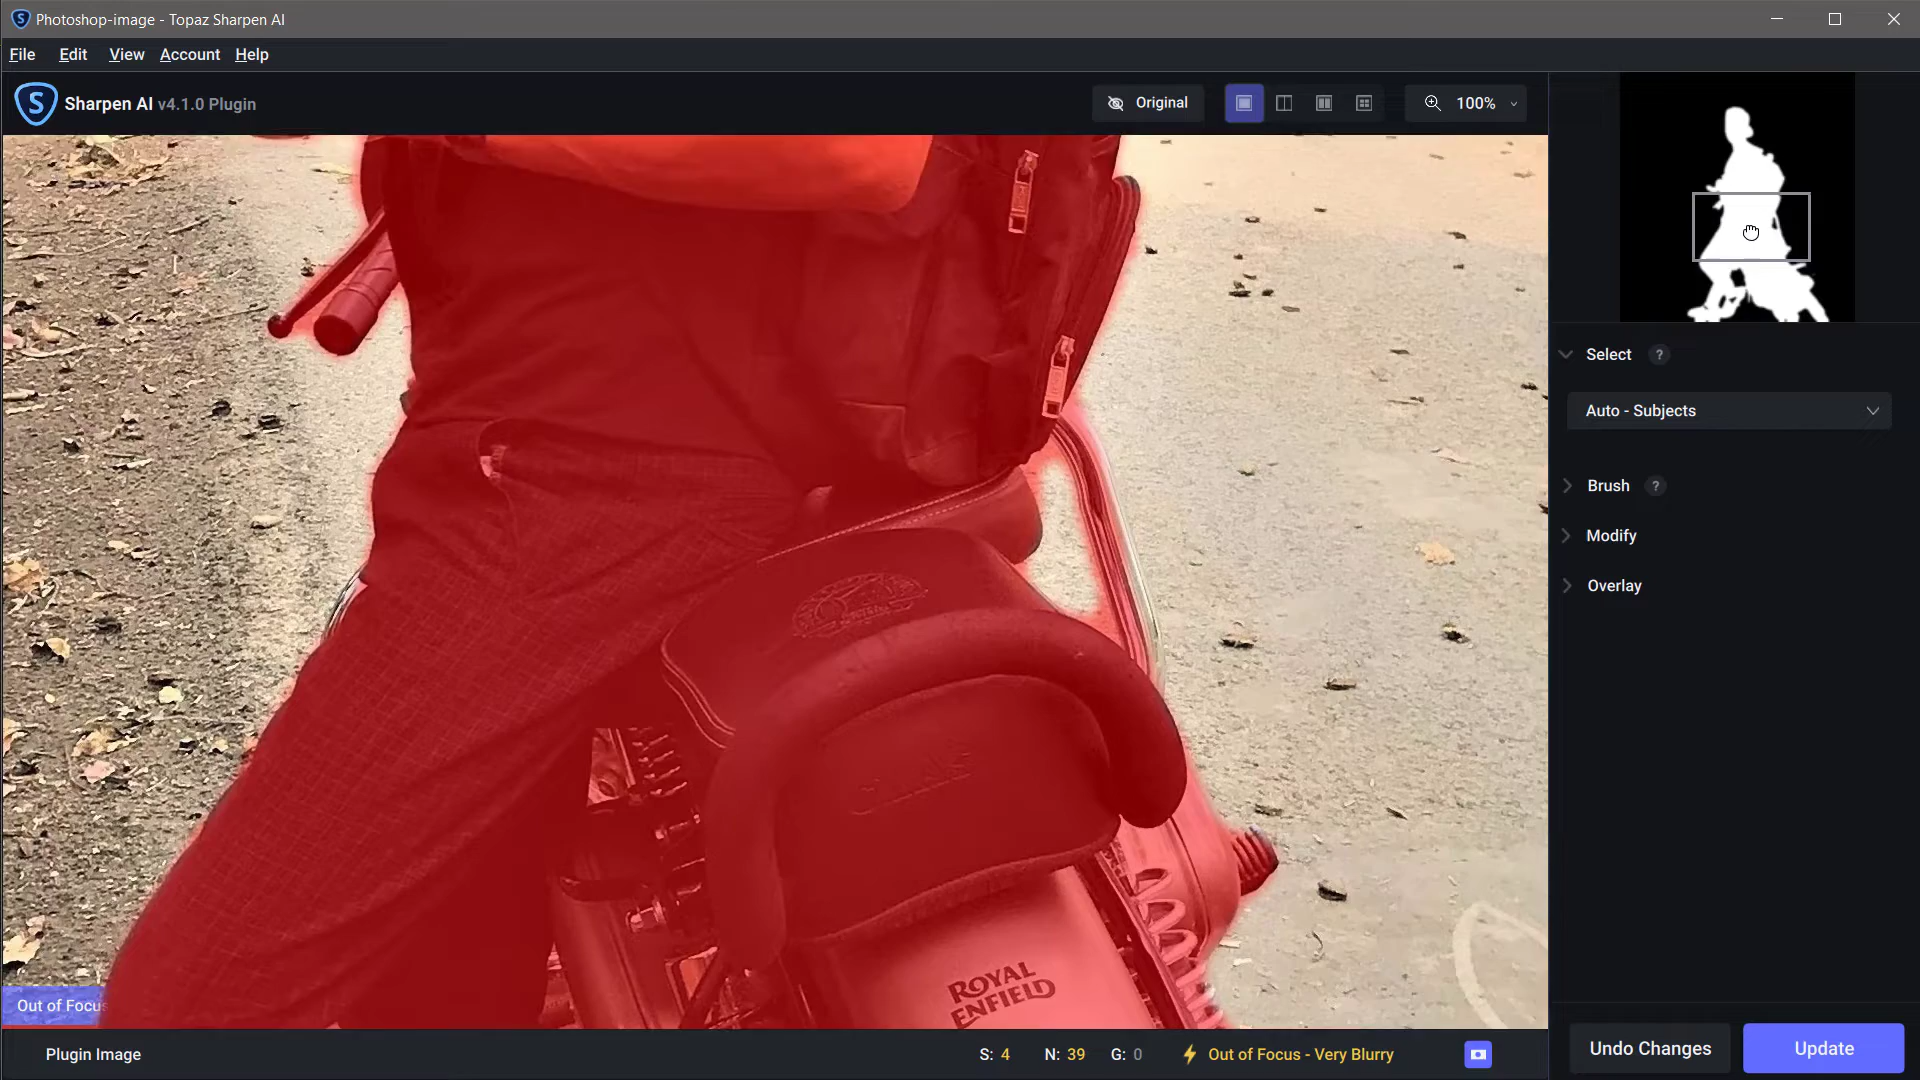 Photoshop-image - Topaz Sharpen AI
File Edit View Account Help
Sharpen AI v4.1.0 Plugin
Original
100%
Select ?
Auto - Subjects
Brush ?
Modify
Overlay
ROYAL
ENFIELD
Out of Focus
Plugin Image
S: 4 N: 39 G: 0 Out of Focus - Very Blurry
Undo Changes
Update